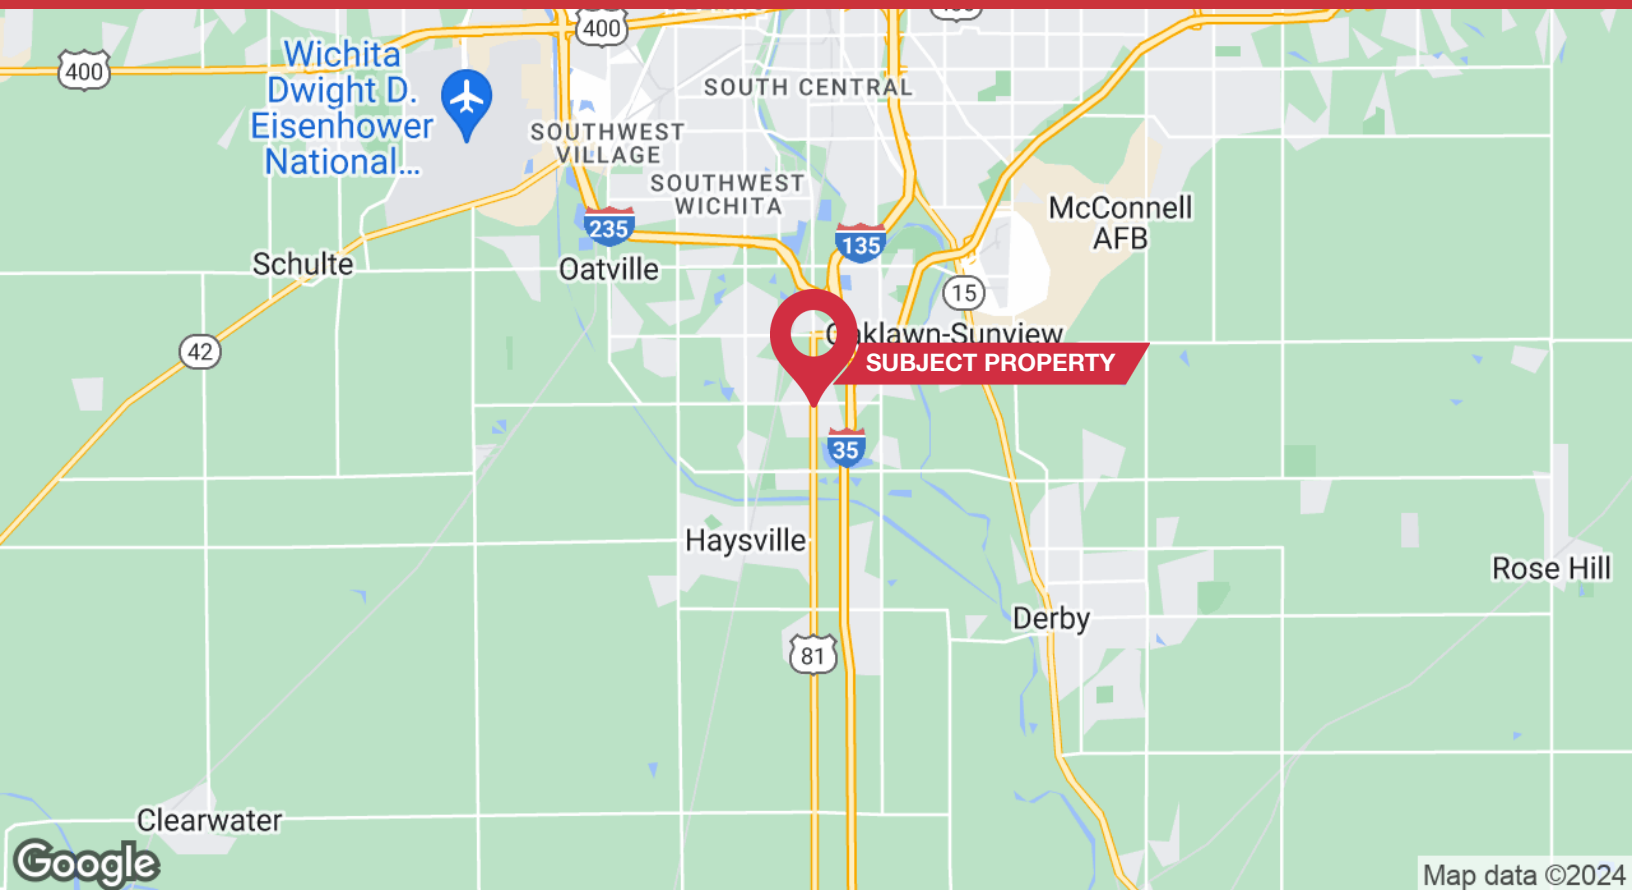 400
400
Wichita
Dwight D.
Eisenhower
National...
SOUTH CENTRAL
SOUTHWEST
VILLAGE
SOUTHWEST
WICHITA
McConnell
AFB
235
135
Schulte
Oatville
15
Oaklawn-Sunview
42
SUBJECT PROPERTY
35
Haysville
Rose Hill
Derby
81
Clearwater
Google
Map data ©2024